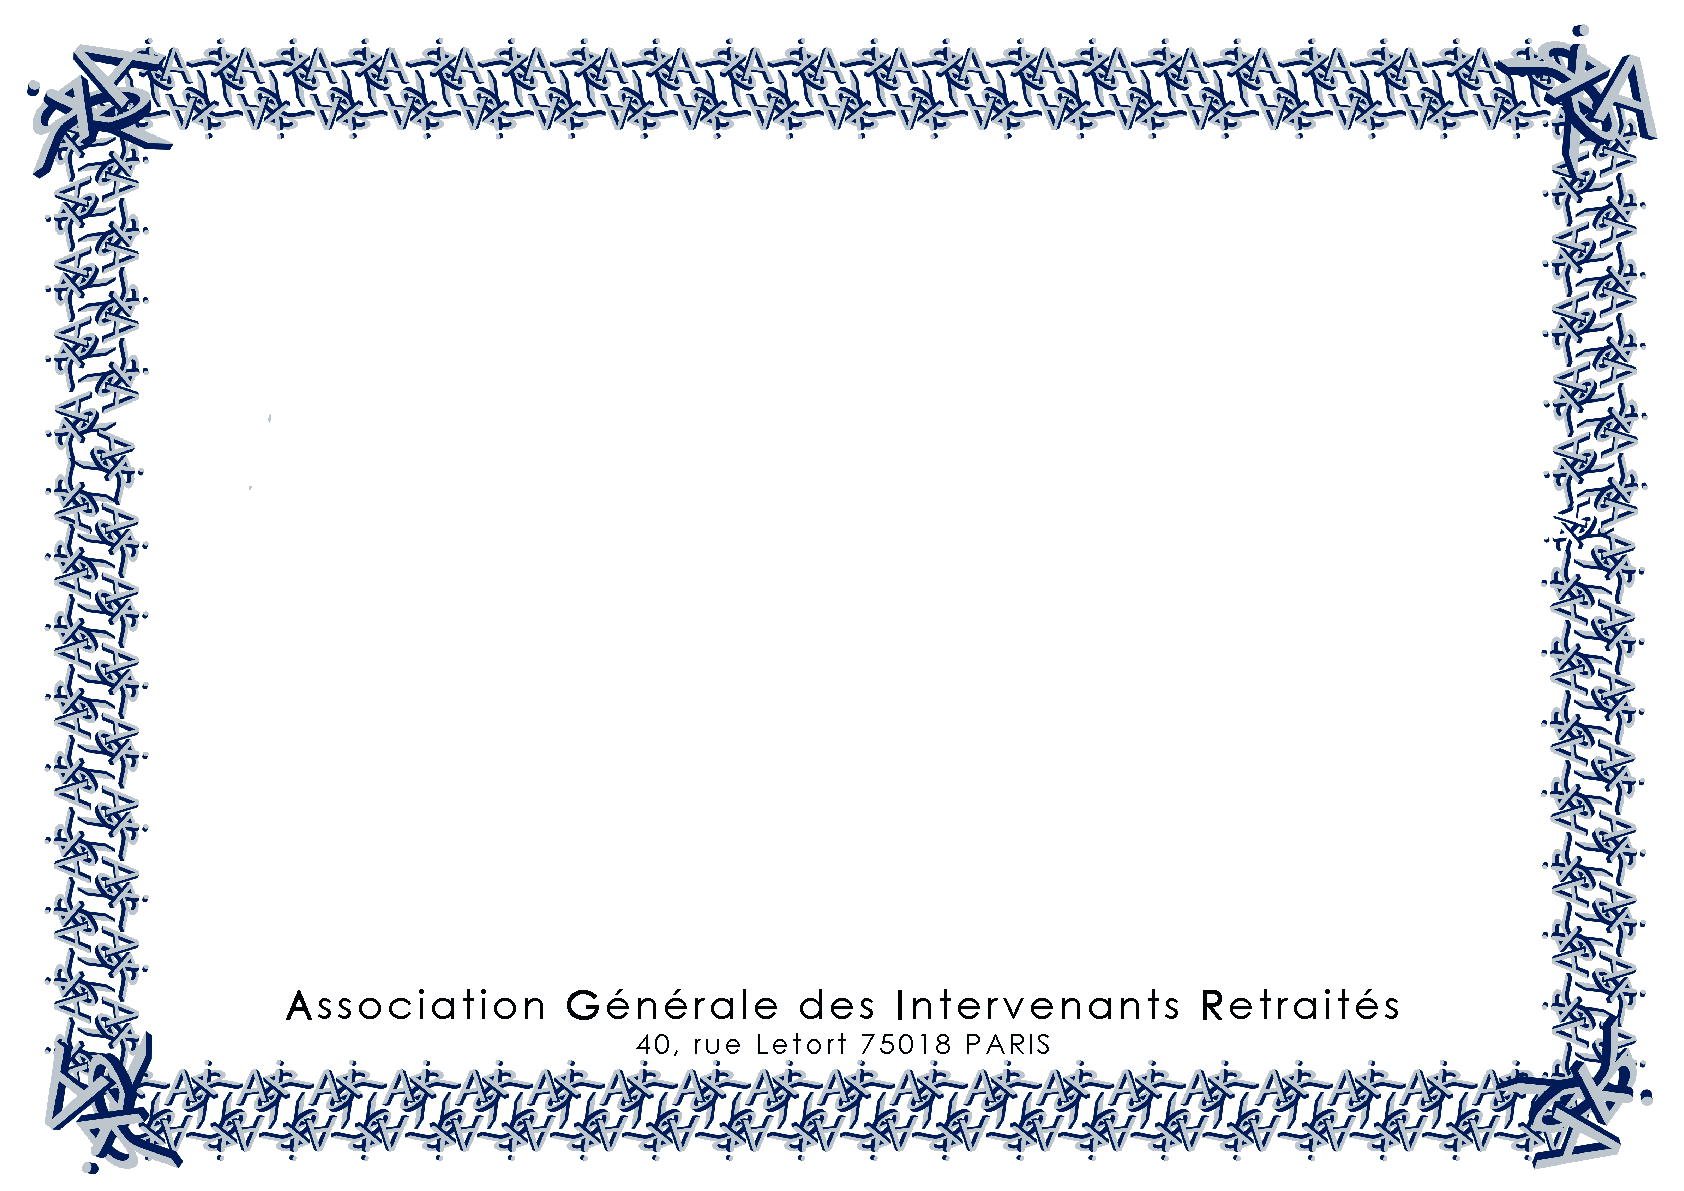 Association Générale des Intervenants Retraités
40, rue Letort 75018 PARIS